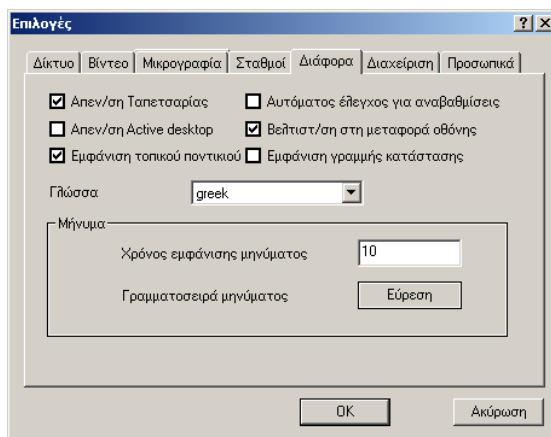 Επιλογές
Δίκτυο Βίντεο Μικρογραφία Σταθμοί Διάφορα Διαχείριση Προσωπικά
Απεν/ση Ταπετσαρίας Αυτόματος έλεγχος για αναβαθμίσεις
Απεν/ση Active desktop Βελτιστ/ση στη μεταφορά οθόνης
Εμφάνιση τοπικού ποντικιού Εμφάνιση γραμμής κατάστασης
Γλώσσα greek
Μήνυμα
Χρόνος εμφάνισης μηνύματος 10
Γραμματοσειρά μηνύματος Εύρεση
OK Ακύρωση